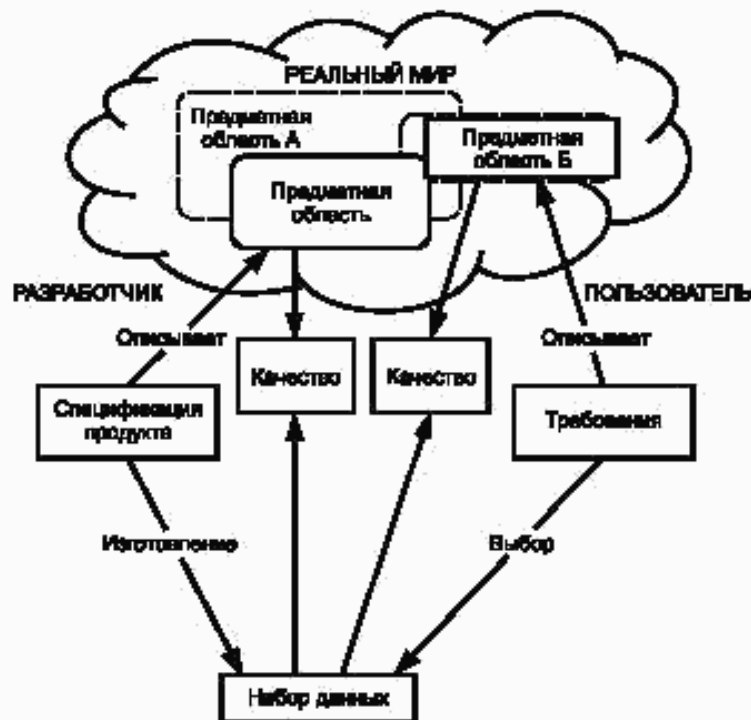 РЕАЛЬНЫЙ МИР
Предметная
область А
Предметная
область Б
Предметная
область
РАЗРАБОТЧИК
ПОЛЬЗОВАТЕЛЬ
Описывает
Описывает
Качество
Качество
Спецификация
продукта
Требования
Изготовление
Выбор
Набор данных